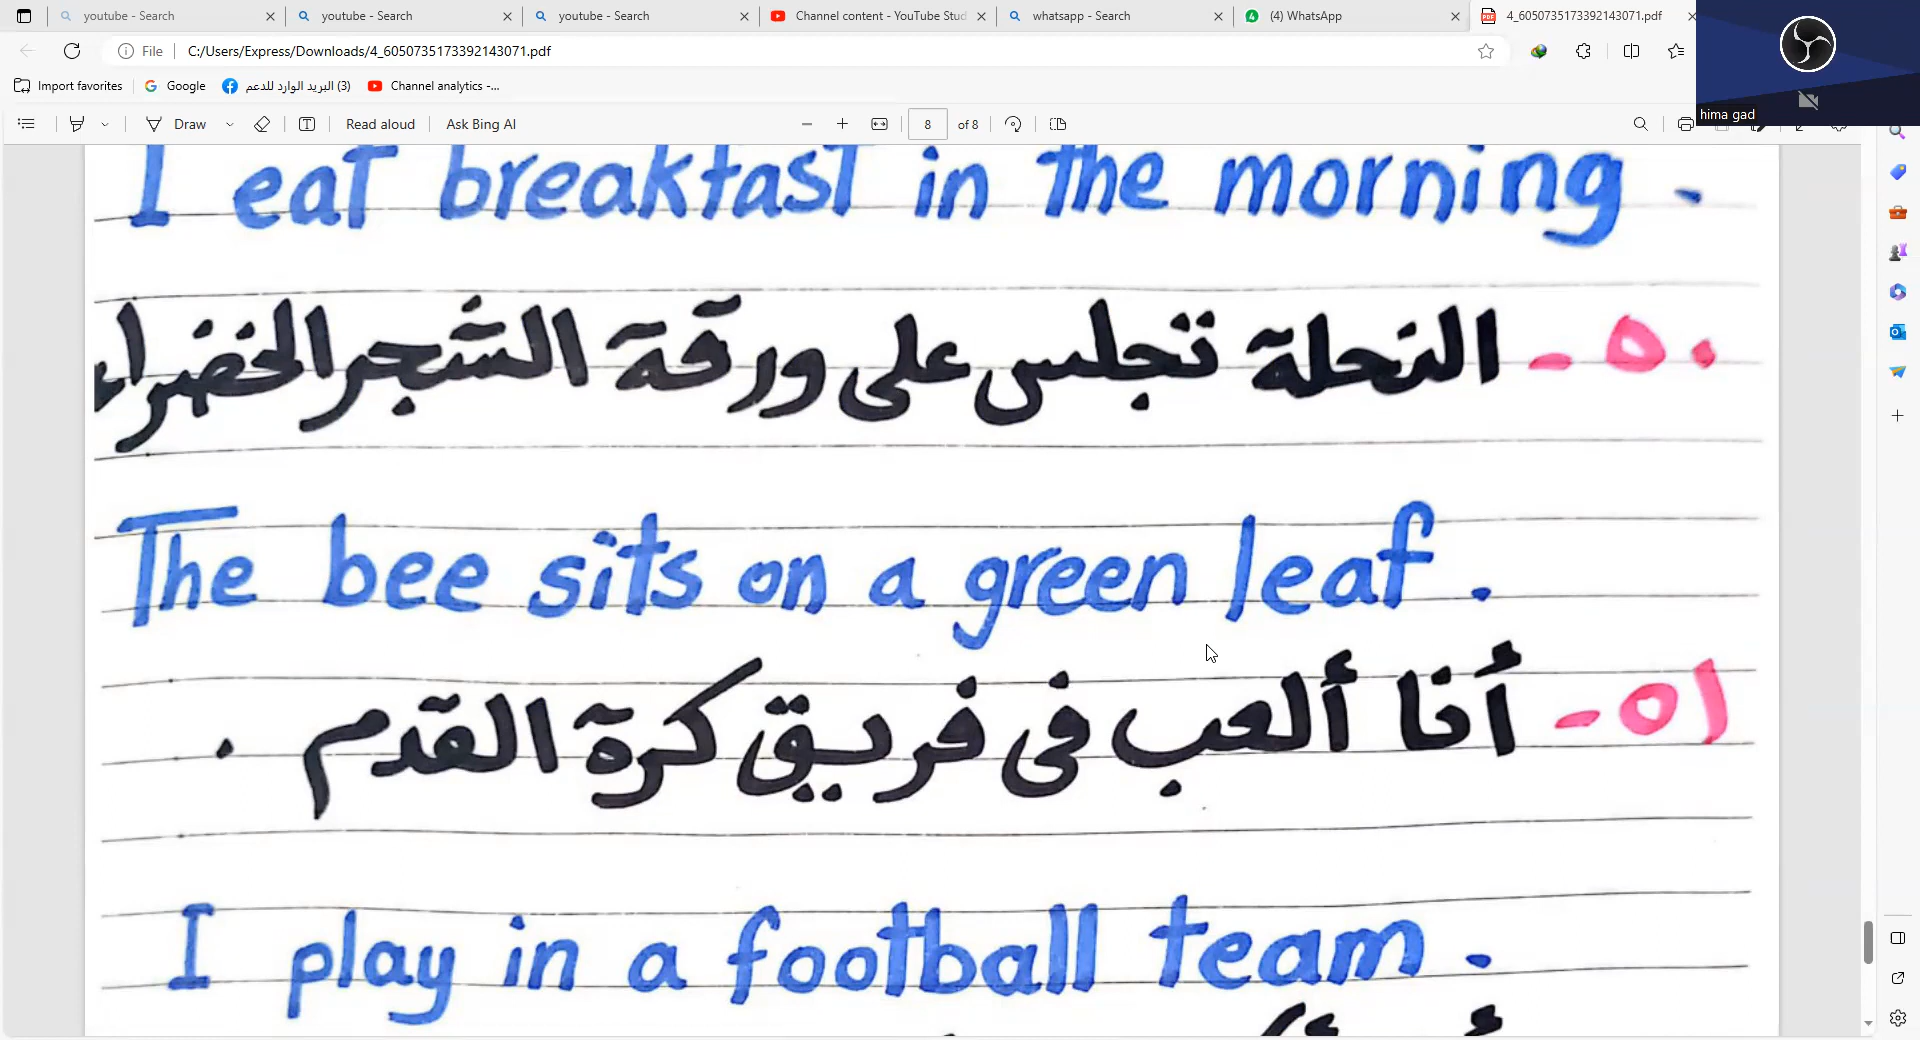 youtube - Search
youtube - Search
youtube - Search
Channel content - YouTube Stud
whatsapp - Search
(4) WhatsApp
4_6050735173392143071.pdf
File C:/Users/Express/Downloads/4_6050735173392143071.pdf
Import favorites
Google
(3) البريد الوارد للدعم
Channel analytics -...
hima gad
Draw
Read aloud
Ask Bing AI
8 of 8
I eat breakfast in the morning .
٥٠ - النحلة تجلس على ورقة الشجر الخضراء
The bee sits on a green leaf .
٥١ - أنا ألعب فى فريق كرة القدم .
I play in a football team .